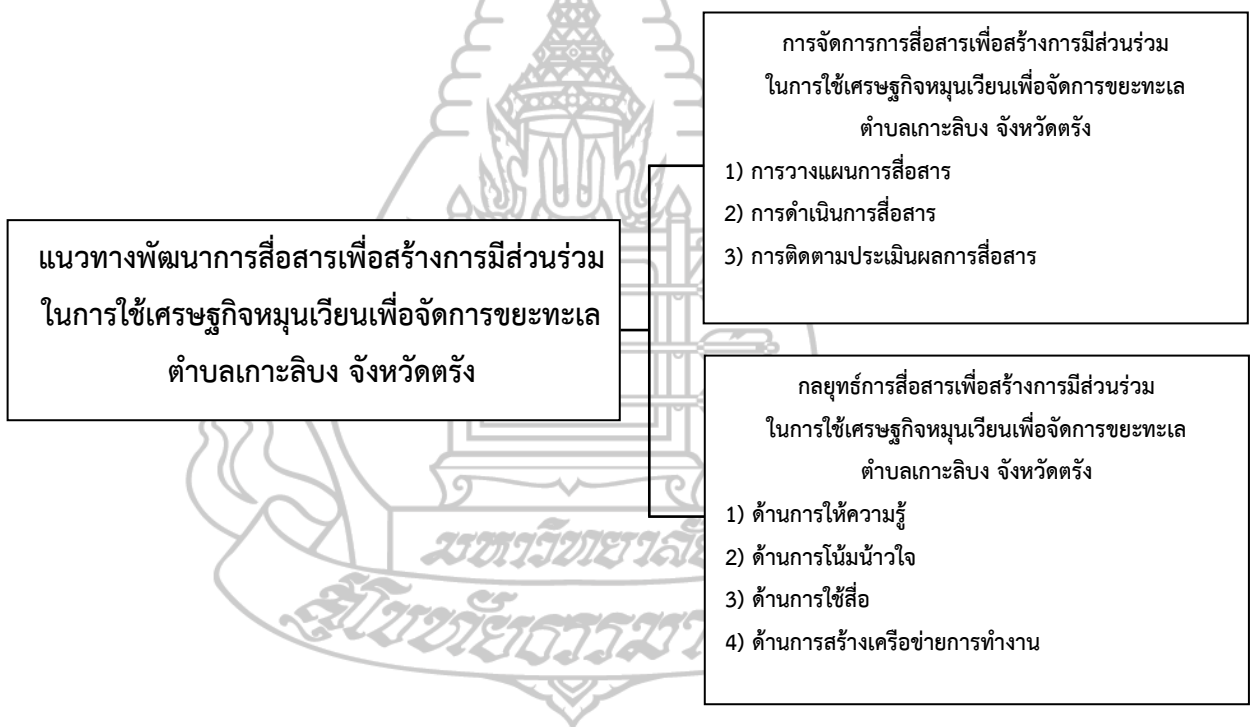 แนวทางพัฒนาการสื่อสารเพื่อสร้างการมีส่วนร่วม
ในการใช้เศรษฐกิจหมุนเวียนเพื่อจัดการขยะทะเล
ตำบลเกาะลิบง จังหวัดตรัง
การจัดการการสื่อสารเพื่อสร้างการมีส่วนร่วม
ในการใช้เศรษฐกิจหมุนเวียนเพื่อจัดการขยะทะเล
ตำบลเกาะลิบง จังหวัดตรัง
1) การวางแผนการสื่อสาร
2) การดำเนินการสื่อสาร
3) การติดตามประเมินผลการสื่อสาร
กลยุทธ์การสื่อสารเพื่อสร้างการมีส่วนร่วม
ในการใช้เศรษฐกิจหมุนเวียนเพื่อจัดการขยะทะเล
ตำบลเกาะลิบง จังหวัดตรัง
1) ด้านการให้ความรู้
2) ด้านการโน้มน้าวใจ
3) ด้านการใช้สื่อ
4) ด้านการสร้างเครือข่ายการทำงาน